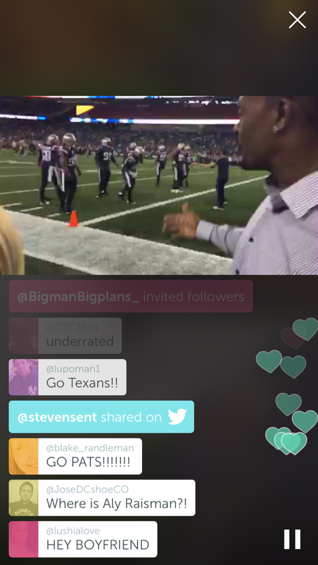 @BigmanBigplans_ invited followers
underrated
@lupoman1
Go Texans!!
@stevensent shared on
@blake_randleman
GO PATS!!!!!!!
@JoseDCshoeCO
Where is Aly Raisman?!
@lushialove
HEY BOYFRIEND